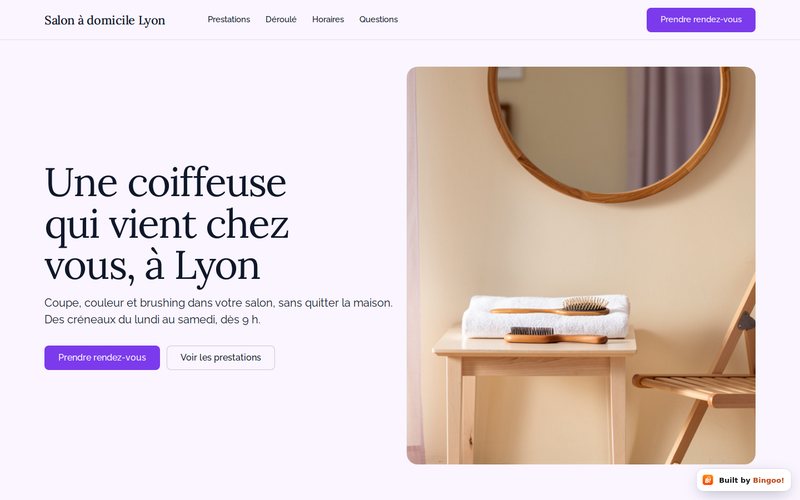 Salon à domicile Lyon
Prestations
Déroulé
Horaires
Questions
Prendre rendez-vous
Une coiffeuse
qui vient chez
vous, à Lyon
Coupe, couleur et brushing dans votre salon, sans quitter la maison.
Des créneaux du lundi au samedi, dès 9 h.
Prendre rendez-vous
Voir les prestations
Built by Bingoo!